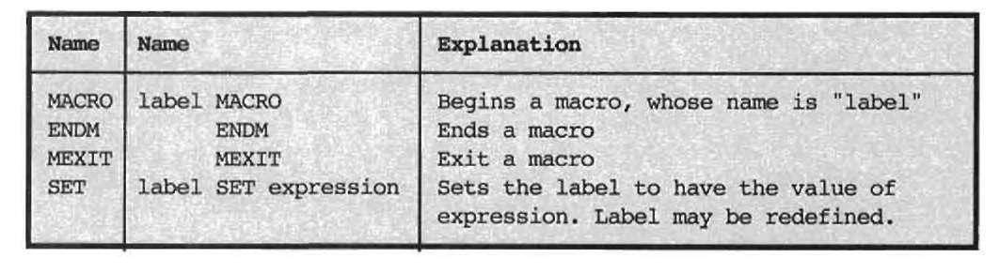 Name Name Explanation
MACRO label MACRO Begins a macro, whose name is "label"
ENDM ENDM Ends a macro
MEXIT MEXIT Exit a macro
SET label SET expression Sets the label to have the value of
expression. Label may be redefined.